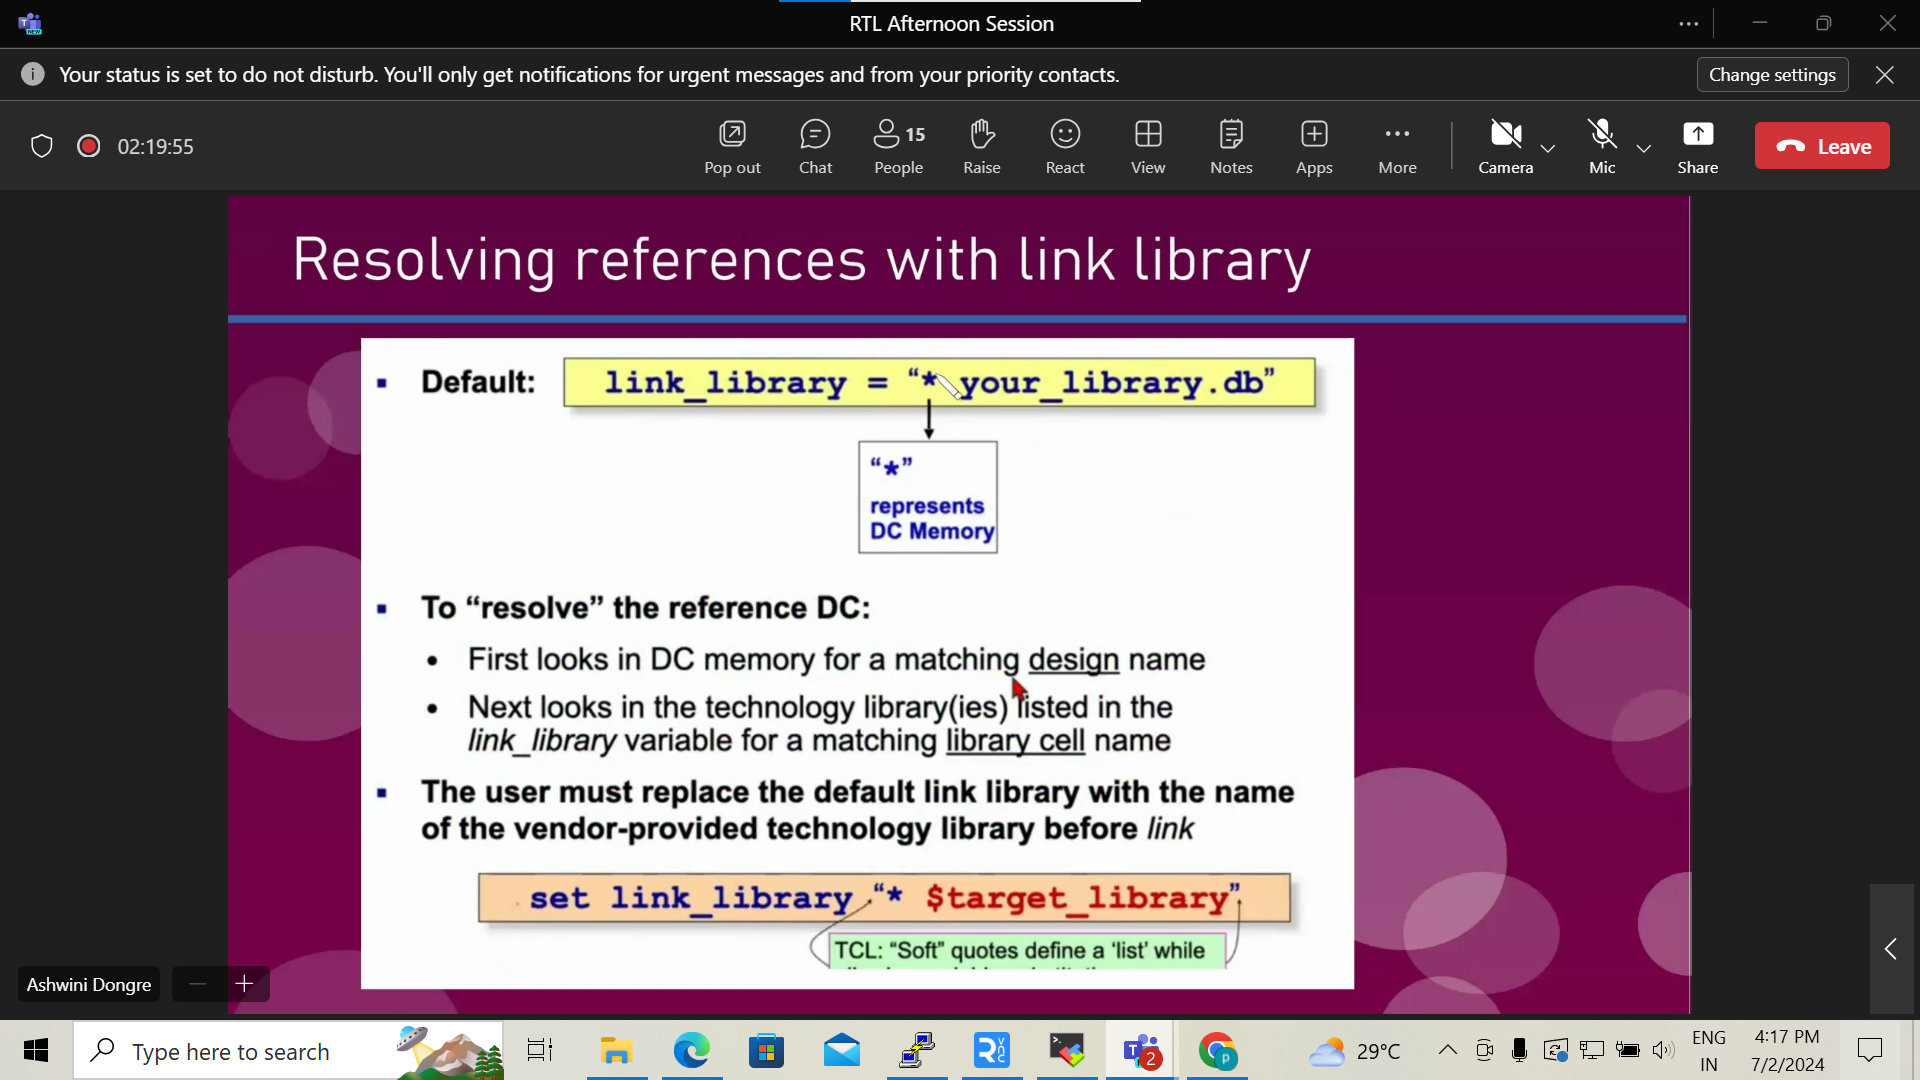 RTL Afternoon Session
Your status is set to do not disturb. You'll only get notifications for urgent messages and from your priority contacts.
Change settings
02:19:55
Pop out
Chat
15
People
Raise
React
View
Notes
Apps
More
Camera
Mic
Share
Leave
Resolving references with link library
Default:
link_library = “* your_library.db”
“*”
represents
DC Memory
To “resolve” the reference DC:
First looks in DC memory for a matching design name
Next looks in the technology library(ies) listed in the
link_library variable for a matching library cell name
The user must replace the default link library with the name
of the vendor-provided technology library before link
set link_library “* $target_library”
TCL: “Soft” quotes define a ‘list’ while
Ashwini Dongre
Type here to search
2
29°C
ENG
IN
4:17 PM
7/2/2024